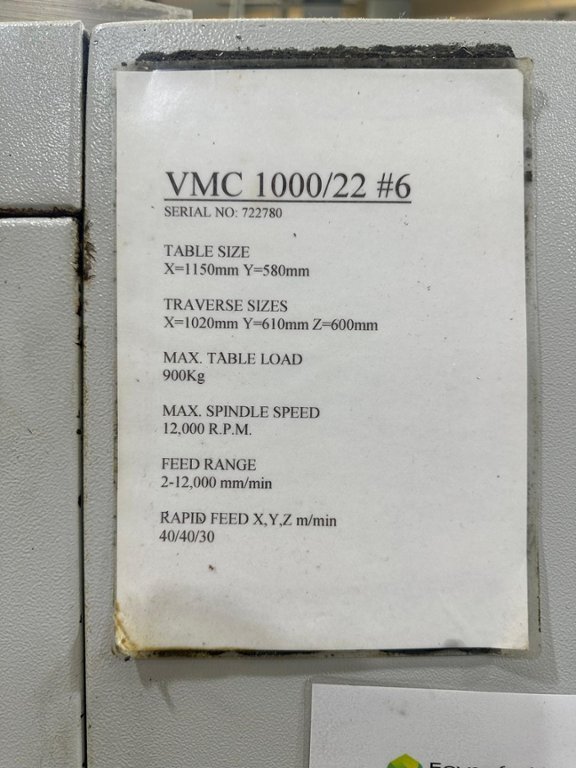 VMC 1000/22 #6
SERIAL NO: 722780
TABLE SIZE
X=1150mm Y=580mm
TRAVERSE SIZES
X=1020mm Y=610mm Z=600mm
MAX. TABLE LOAD
900Kg
MAX. SPINDLE SPEED
12,000 R.P.M.
FEED RANGE
2-12,000 mm/min
RAPID FEED X,Y,Z m/min
40/40/30